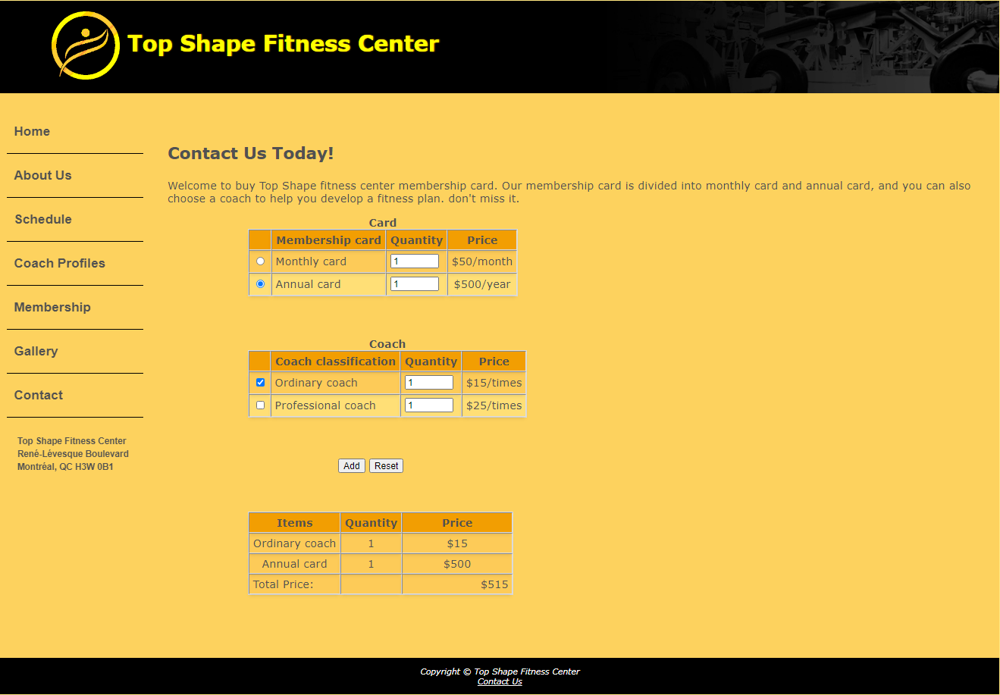 Top Shape Fitness Center
Home
About Us
Schedule
Coach Profiles
Membership
Gallery
Contact
Top Shape Fitness Center
René-Lévesque Boulevard
Montréal, QC H3W 0B1
Contact Us Today!
Welcome to buy Top Shape fitness center membership card. Our membership card is divided into monthly card and annual card, and you can also
choose a coach to help you develop a fitness plan. don't miss it.
Card
Membership card Quantity Price
Monthly card 1 $50/month
Annual card 1 $500/year
Coach
Coach classification Quantity Price
Ordinary coach 1 $15/times
Professional coach 1 $25/times
Add Reset
Items Quantity Price
Ordinary coach 1 $15
Annual card 1 $500
Total Price: $515
Copyright © Top Shape Fitness Center
Contact Us